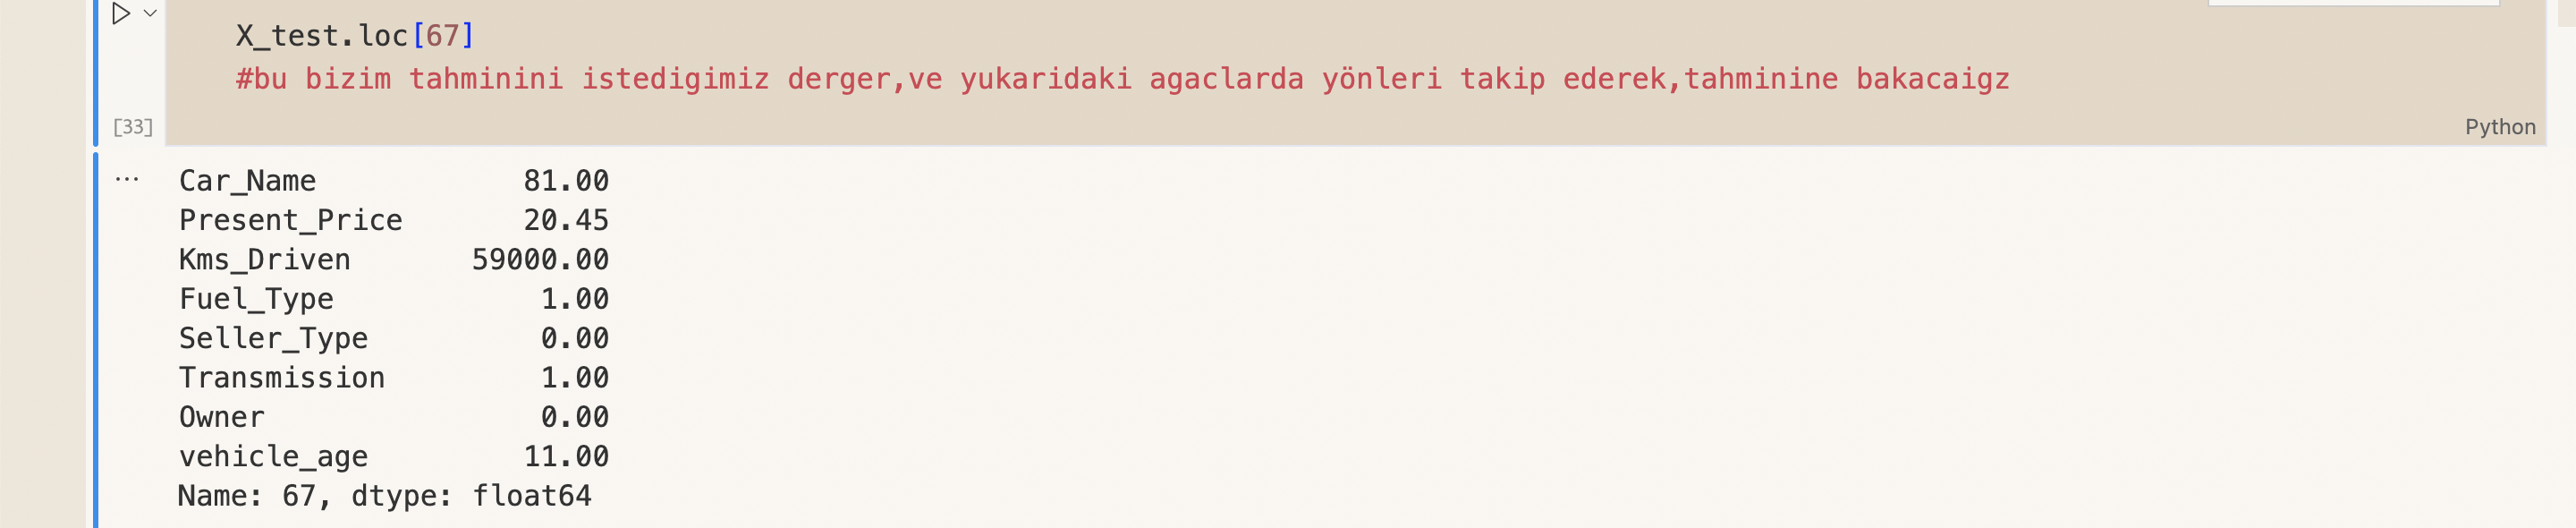 X_test.loc[67]
#bu bizim tahminini istedigimiz derger,ve yukaridaki agaclarda yönleri takip ederek,tahminine bakacaigz
[33]
Python
Car_Name 81.00
Present_Price 20.45
Kms_Driven 59000.00
Fuel_Type 1.00
Seller_Type 0.00
Transmission 1.00
Owner 0.00
vehicle_age 11.00
Name: 67, dtype: float64